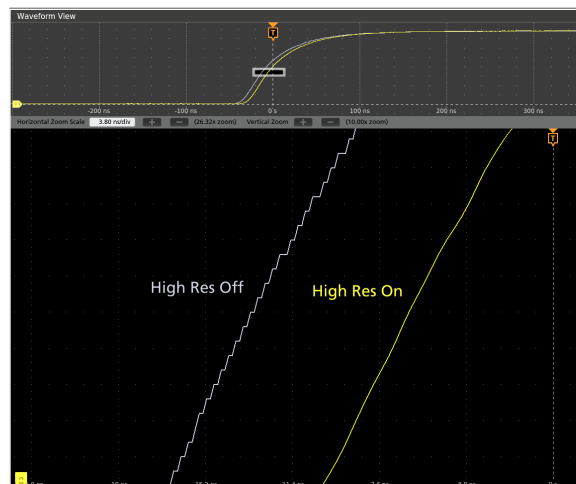 Waveform View
T
-200 ns -100 ns 0 s 100 ns 200 ns 300 ns
Horizontal Zoom Scale 3.80 ns/div + − (26.32x zoom) Vertical Zoom + − (10.00x zoom)
T
High Res Off
High Res On